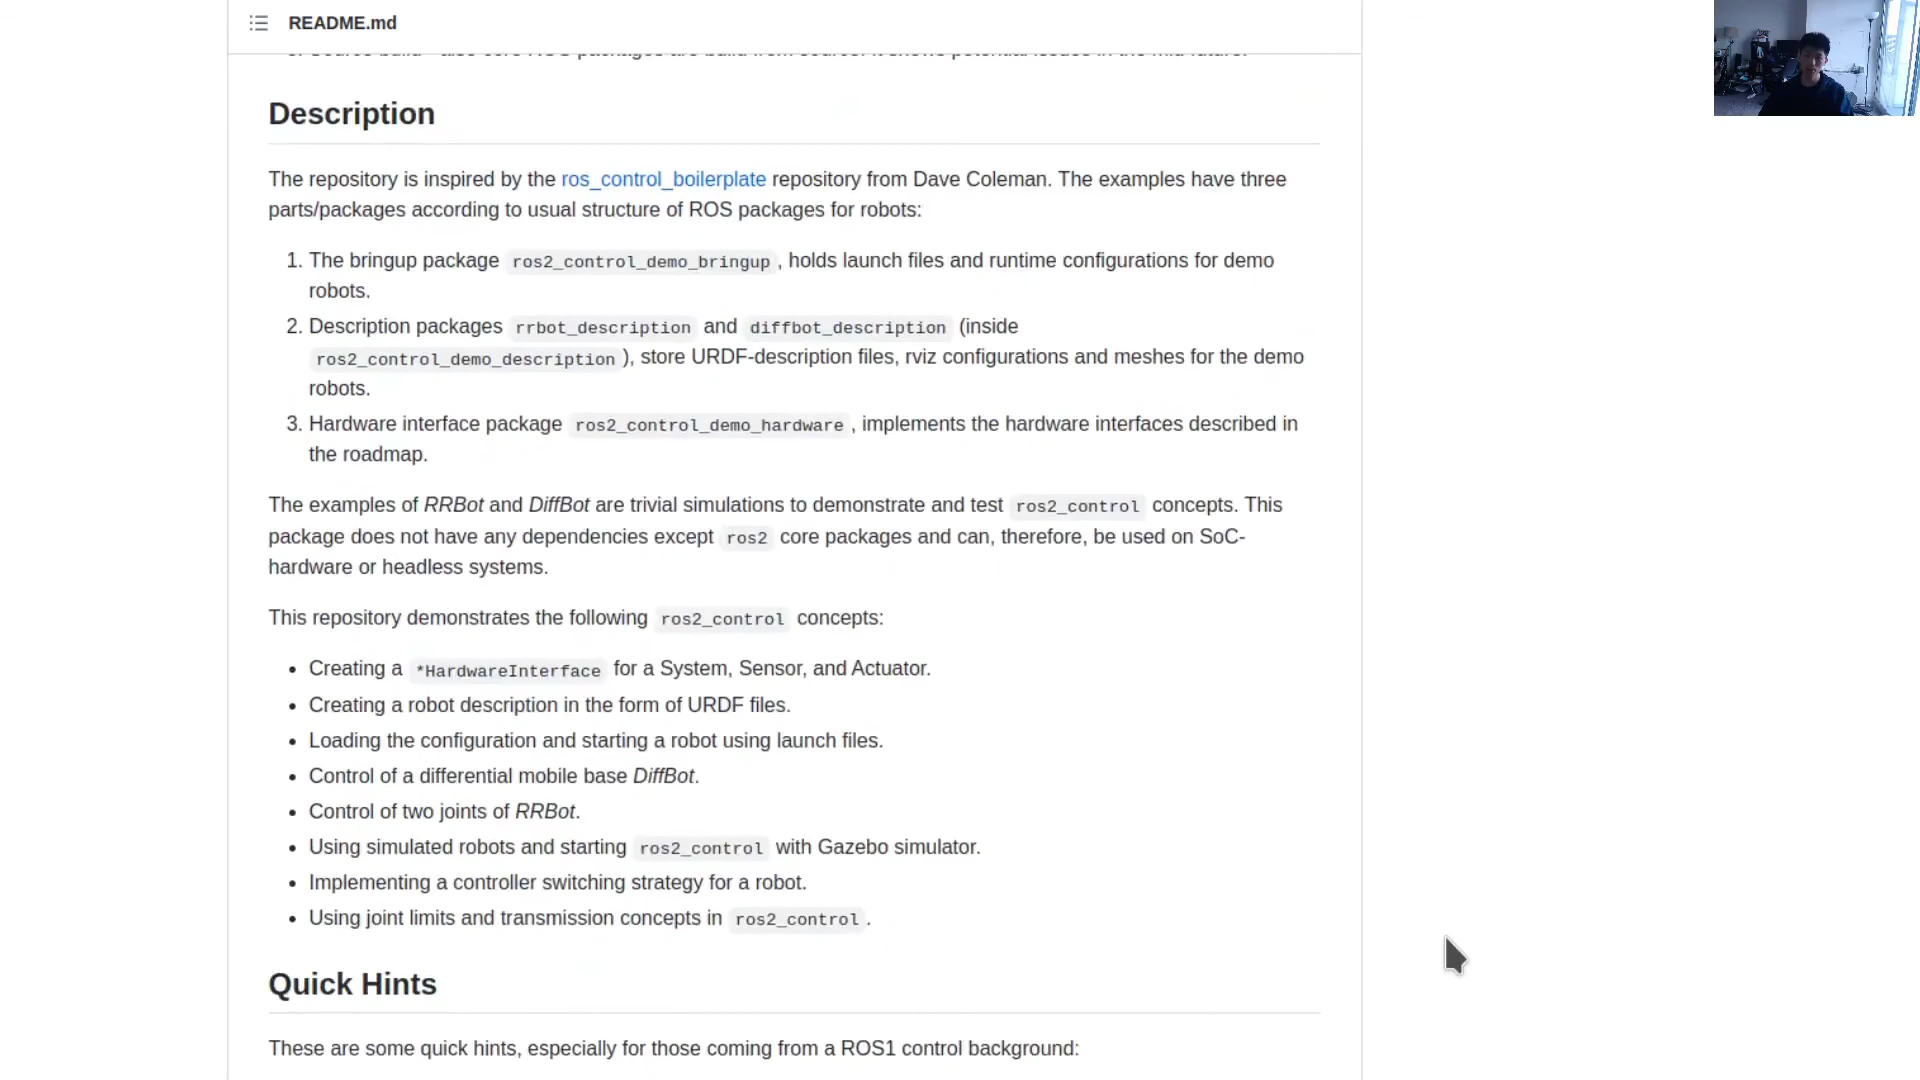 README.md
Description
The repository is inspired by the ros_control_boilerplate repository from Dave Coleman. The examples have three
parts/packages according to usual structure of ROS packages for robots:
1. The bringup package ros2_control_demo_bringup , holds launch files and runtime configurations for demo
robots.
2. Description packages rrbot_description and diffbot_description (inside
ros2_control_demo_description ), store URDF-description files, rviz configurations and meshes for the demo
robots.
3. Hardware interface package ros2_control_demo_hardware , implements the hardware interfaces described in
the roadmap.
The examples of RRBot and DiffBot are trivial simulations to demonstrate and test ros2_control concepts. This
package does not have any dependencies except ros2 core packages and can, therefore, be used on SoC-
hardware or headless systems.
This repository demonstrates the following ros2_control concepts:
• Creating a *HardwareInterface for a System, Sensor, and Actuator.
• Creating a robot description in the form of URDF files.
• Loading the configuration and starting a robot using launch files.
• Control of a differential mobile base DiffBot.
• Control of two joints of RRBot.
• Using simulated robots and starting ros2_control with Gazebo simulator.
• Implementing a controller switching strategy for a robot.
• Using joint limits and transmission concepts in ros2_control .
Quick Hints
These are some quick hints, especially for those coming from a ROS1 control background: